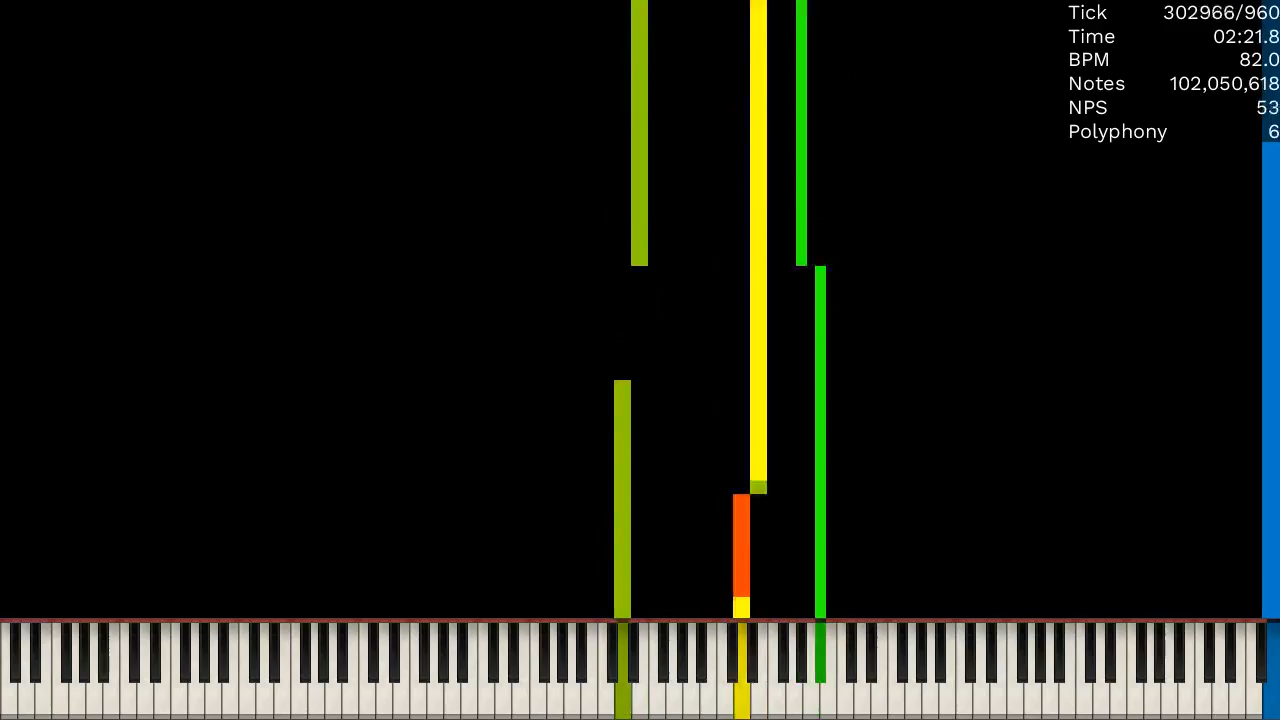 Tick 302966/960
Time 02:21.8
BPM 82.0
Notes 102,050,618
NPS 53
Polyphony 6